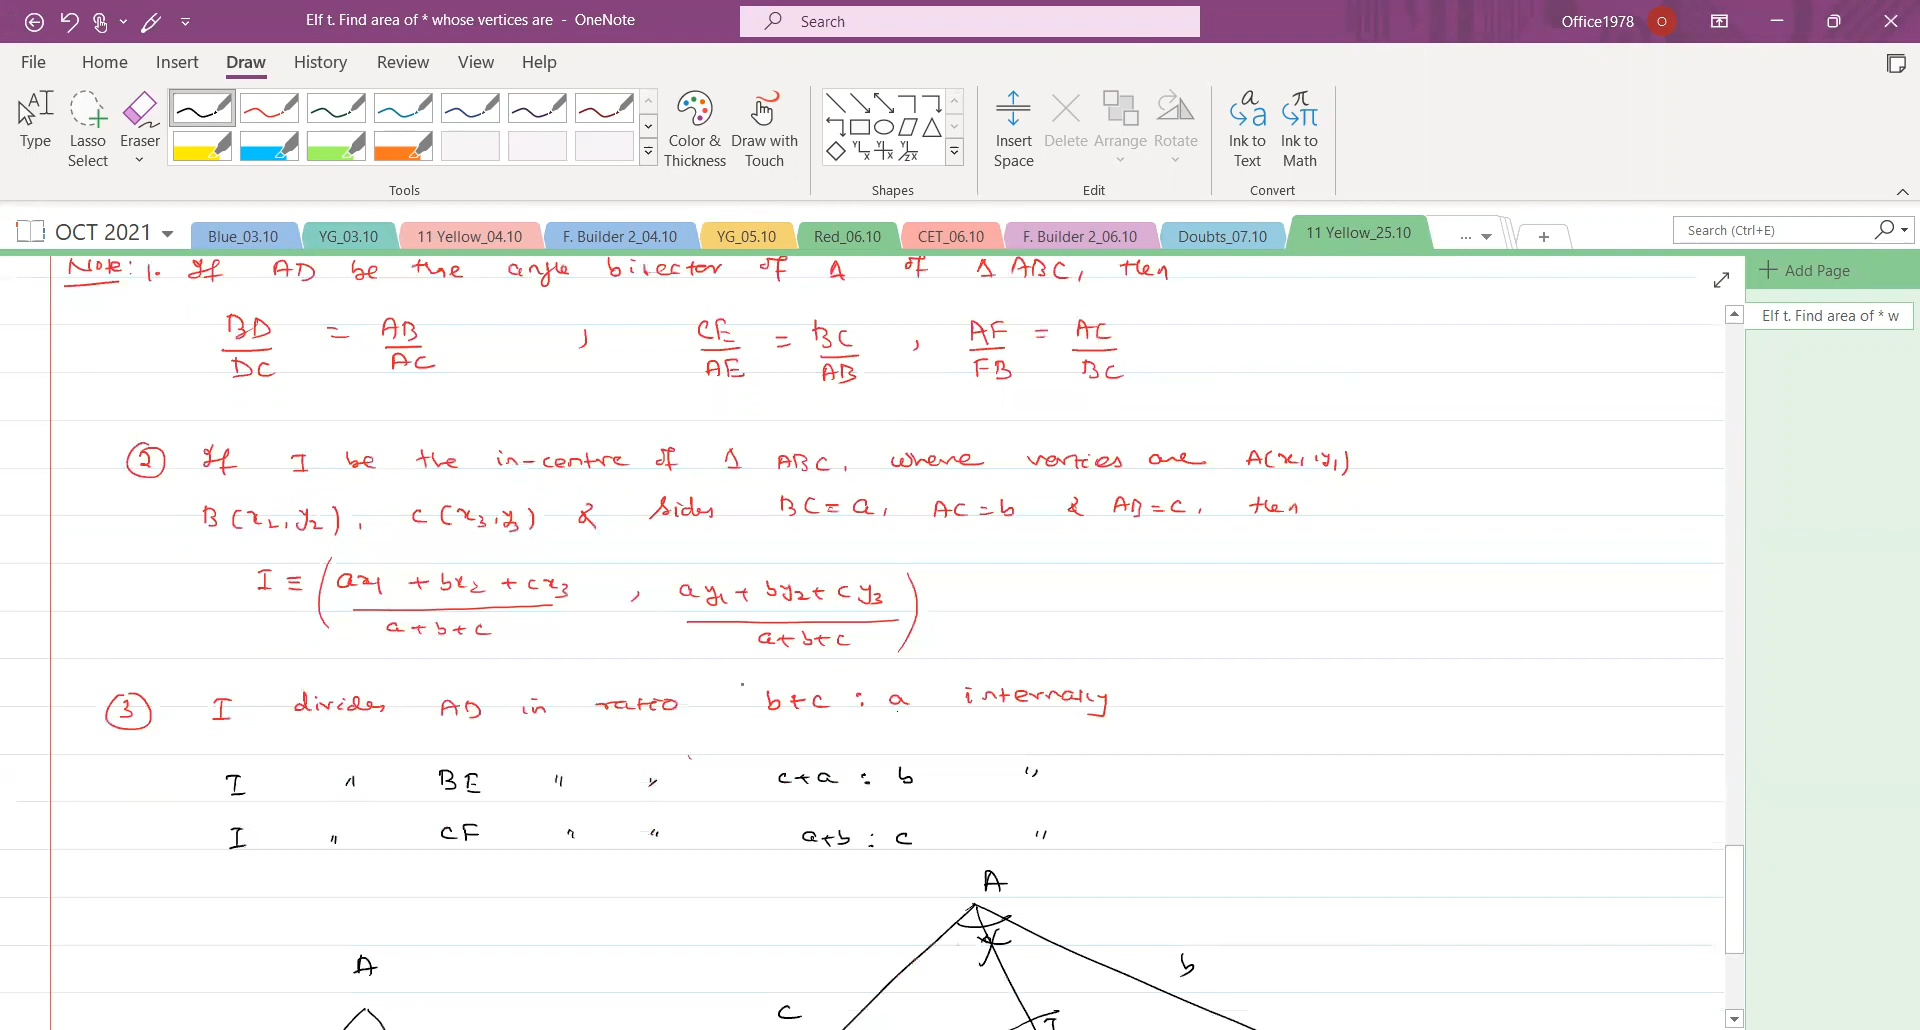 Elf t. Find area of * whose vertices are - OneNote
Search
Office1978 O
File Home Insert Draw History Review View Help
Type
Lasso Select
Eraser
Color & Thickness
Draw with Touch
Insert Space
Delete
Arrange
Rotate
Ink to Text
Ink to Math
Tools Shapes Edit Convert
OCT 2021
Blue_03.10 YG_03.10 11 Yellow_04.10 F. Builder 2_04.10 YG_05.10 Red_06.10 CET_06.10 F. Builder 2_06.10 Doubts_07.10 11 Yellow_25.10 ...
Search (Ctrl+E)
Add Page
Elf t. Find area of * w
Note: 1. If AD be the angle bisector of A of Δ ABC, then
BD/DC = AB/AC , CE/AE = BC/AB , AF/FB = AC/BC
② If I be the in-centre of Δ ABC, where verties are A(x₁,y₁)
B(x₂,y₂), C(x₃,y₃) & sides BC=a, AC=b & AB=c, then
I ≡ ( (ax₁ + bx₂ + cx₃)/(a+b+c) , (ay₁ + by₂ + cy₃)/(a+b+c) )
③ I divides AD in ratio b+c : a internally
I " BE " " c+a : b "
I " CF " " a+b : c "
A
A
b
c
I